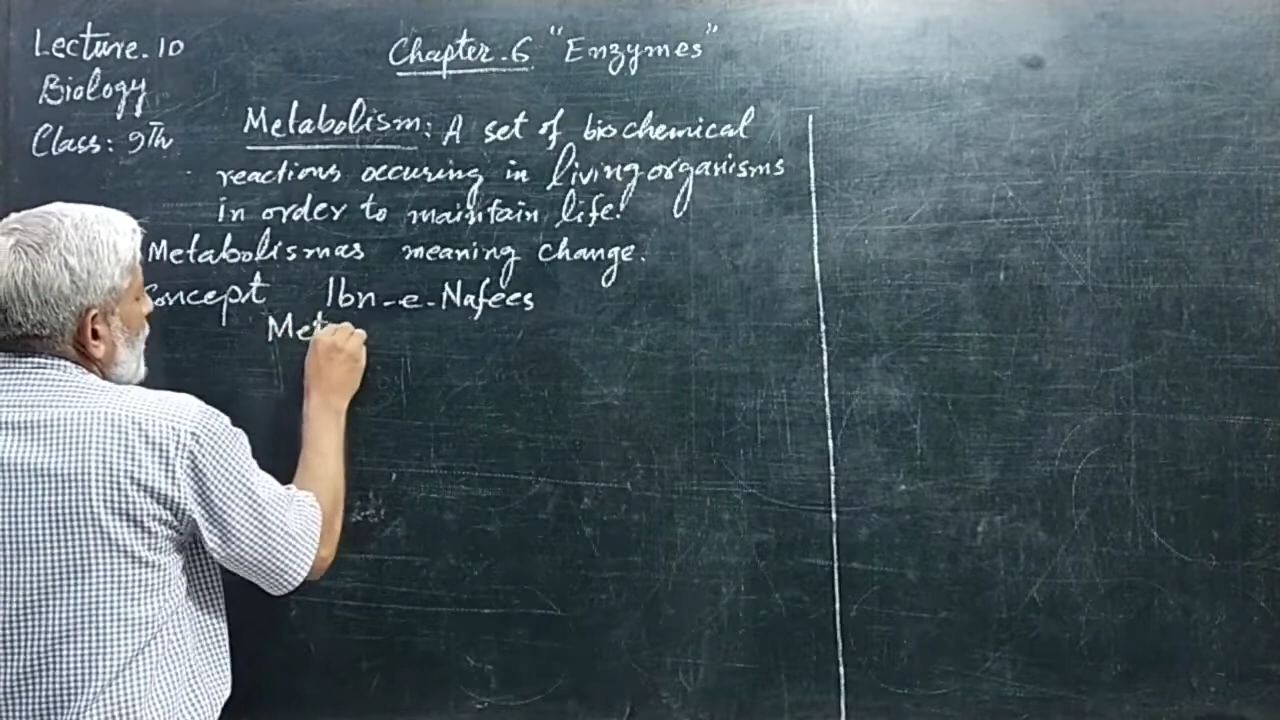 Lecture.10
Biology
Class: 9Th
Chapter.6 "Enzymes"
Metabolism: A set of biochemical
reactions occuring in living organisms
in order to maintain life.
Metabolismas meaning change.
Concept Ibn-e-Nafees
Met